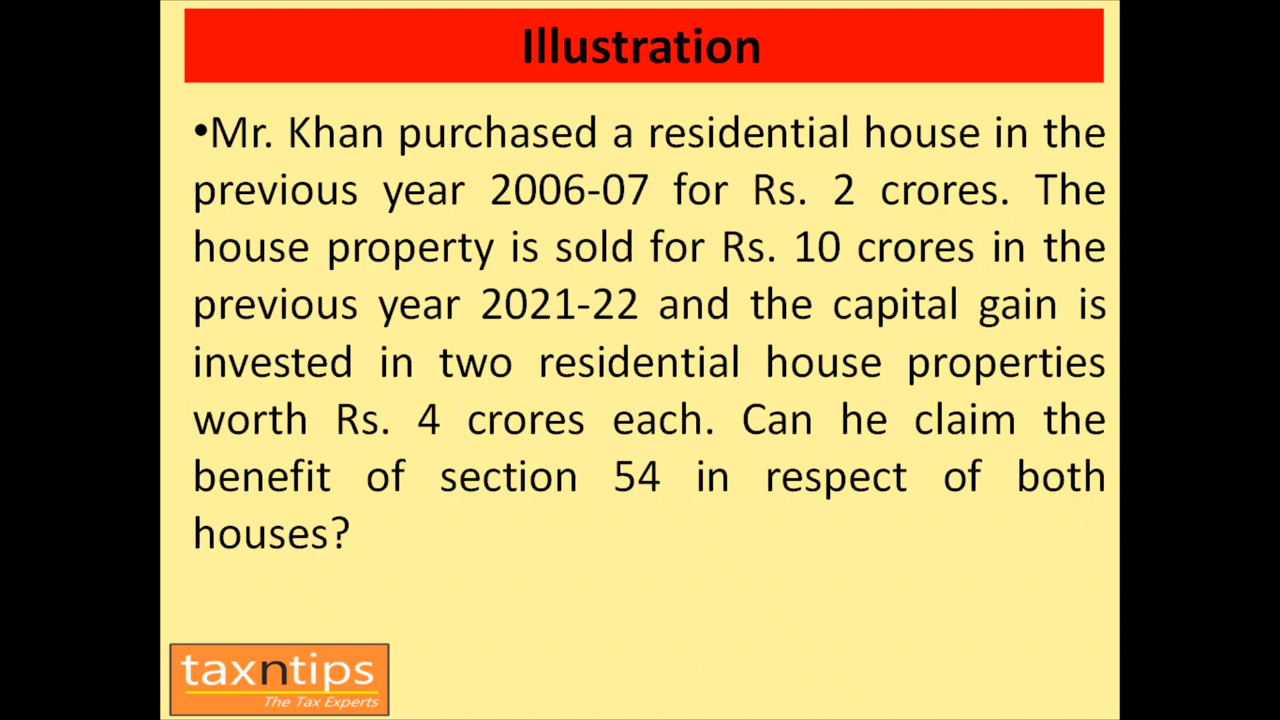 Illustration
•Mr. Khan purchased a residential house in the
previous year 2006-07 for Rs. 2 crores. The
house property is sold for Rs. 10 crores in the
previous year 2021-22 and the capital gain is
invested in two residential house properties
worth Rs. 4 crores each. Can he claim the
benefit of section 54 in respect of both
houses?
taxntips
The Tax Experts